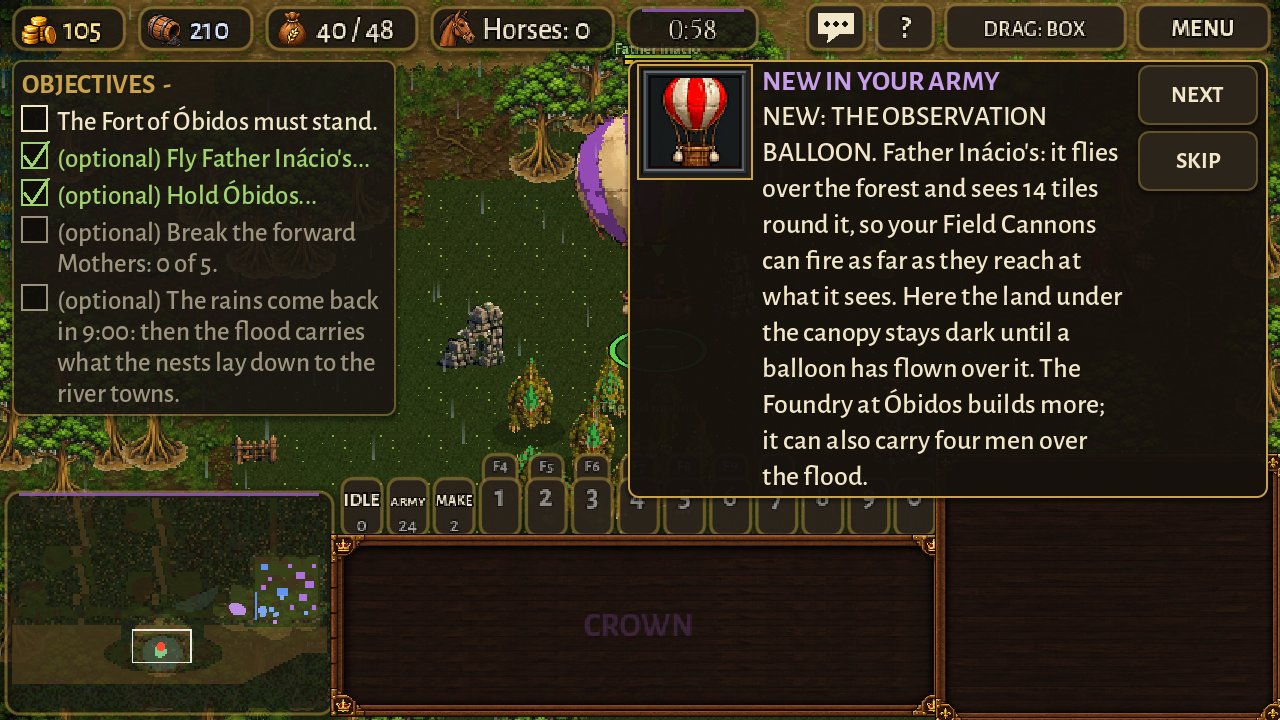 105
210
40 / 48
Horses: 0
0:58
?
DRAG: BOX
MENU
Father Inácio
OBJECTIVES -
The Fort of Óbidos must stand.
(optional) Fly Father Inácio's...
(optional) Hold Óbidos...
(optional) Break the forward
Mothers: 0 of 5.
(optional) The rains come back
in 9:00: then the flood carries
what the nests lay down to the
river towns.
NEW IN YOUR ARMY
NEW: THE OBSERVATION
BALLOON. Father Inácio's: it flies
over the forest and sees 14 tiles
round it, so your Field Cannons
can fire as far as they reach at
what it sees. Here the land under
the canopy stays dark until a
balloon has flown over it. The
Foundry at Óbidos builds more;
it can also carry four men over
the flood.
NEXT
SKIP
F4
F5
F6
IDLE
0
ARMY
24
MAKE
2
1
2
3
4
5
6
7
8
9
0
CROWN